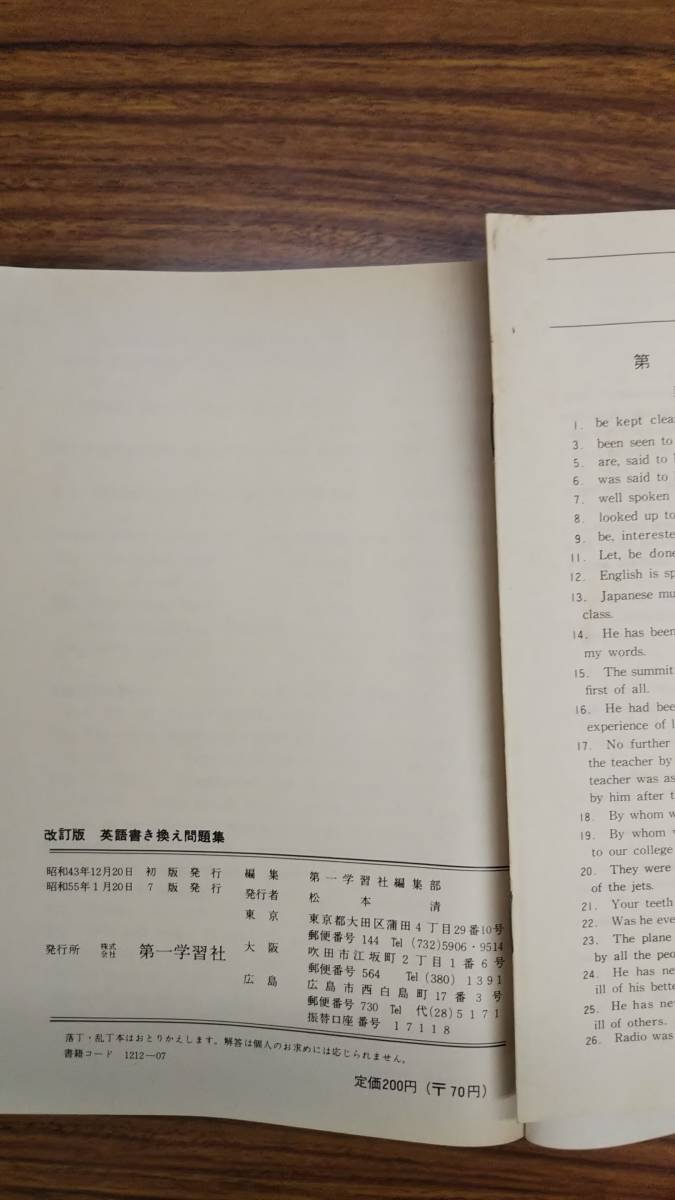 改訂版 英語書き換え問題集
昭和43年12月20日 初版発行
昭和55年1月20日 7版発行
編集 第一学習社編集部
発行者 松本清
発行所 株式会社 第一学習社
東京 東京都大田区蒲田4丁目29番10号
郵便番号 144 Tel (732)5906・9514
大阪 吹田市江坂町2丁目1番6号
郵便番号 564 Tel (380) 1391
広島 広島市西白島町17番3号
郵便番号 730 Tel 代(28)5171
振替口座番号 17118
落丁・乱丁本はおとりかえします。解答は個人のお求めには応じられません。
書籍コード 1212-07
定価200円(〒70円)
第
1. be kept clea
3. been seen to
5. are, said to
6. was said to
7. well spoken
8. looked up to
9. be, intereste
11. Let, be done
12. English is sp
13. Japanese mu
class.
14. He has been
my words.
15. The summit
first of all.
16. He had bee
experience of
17. No further
the teacher by
teacher was as
by him after t
18. By whom w
19. By whom
to our college
20. They were
of the jets.
21. Your teeth
22. Was he eve
23. The plane
by all the peo
24. He has ne
ill of his bette
25. He has ne
ill of others.
26. Radio was